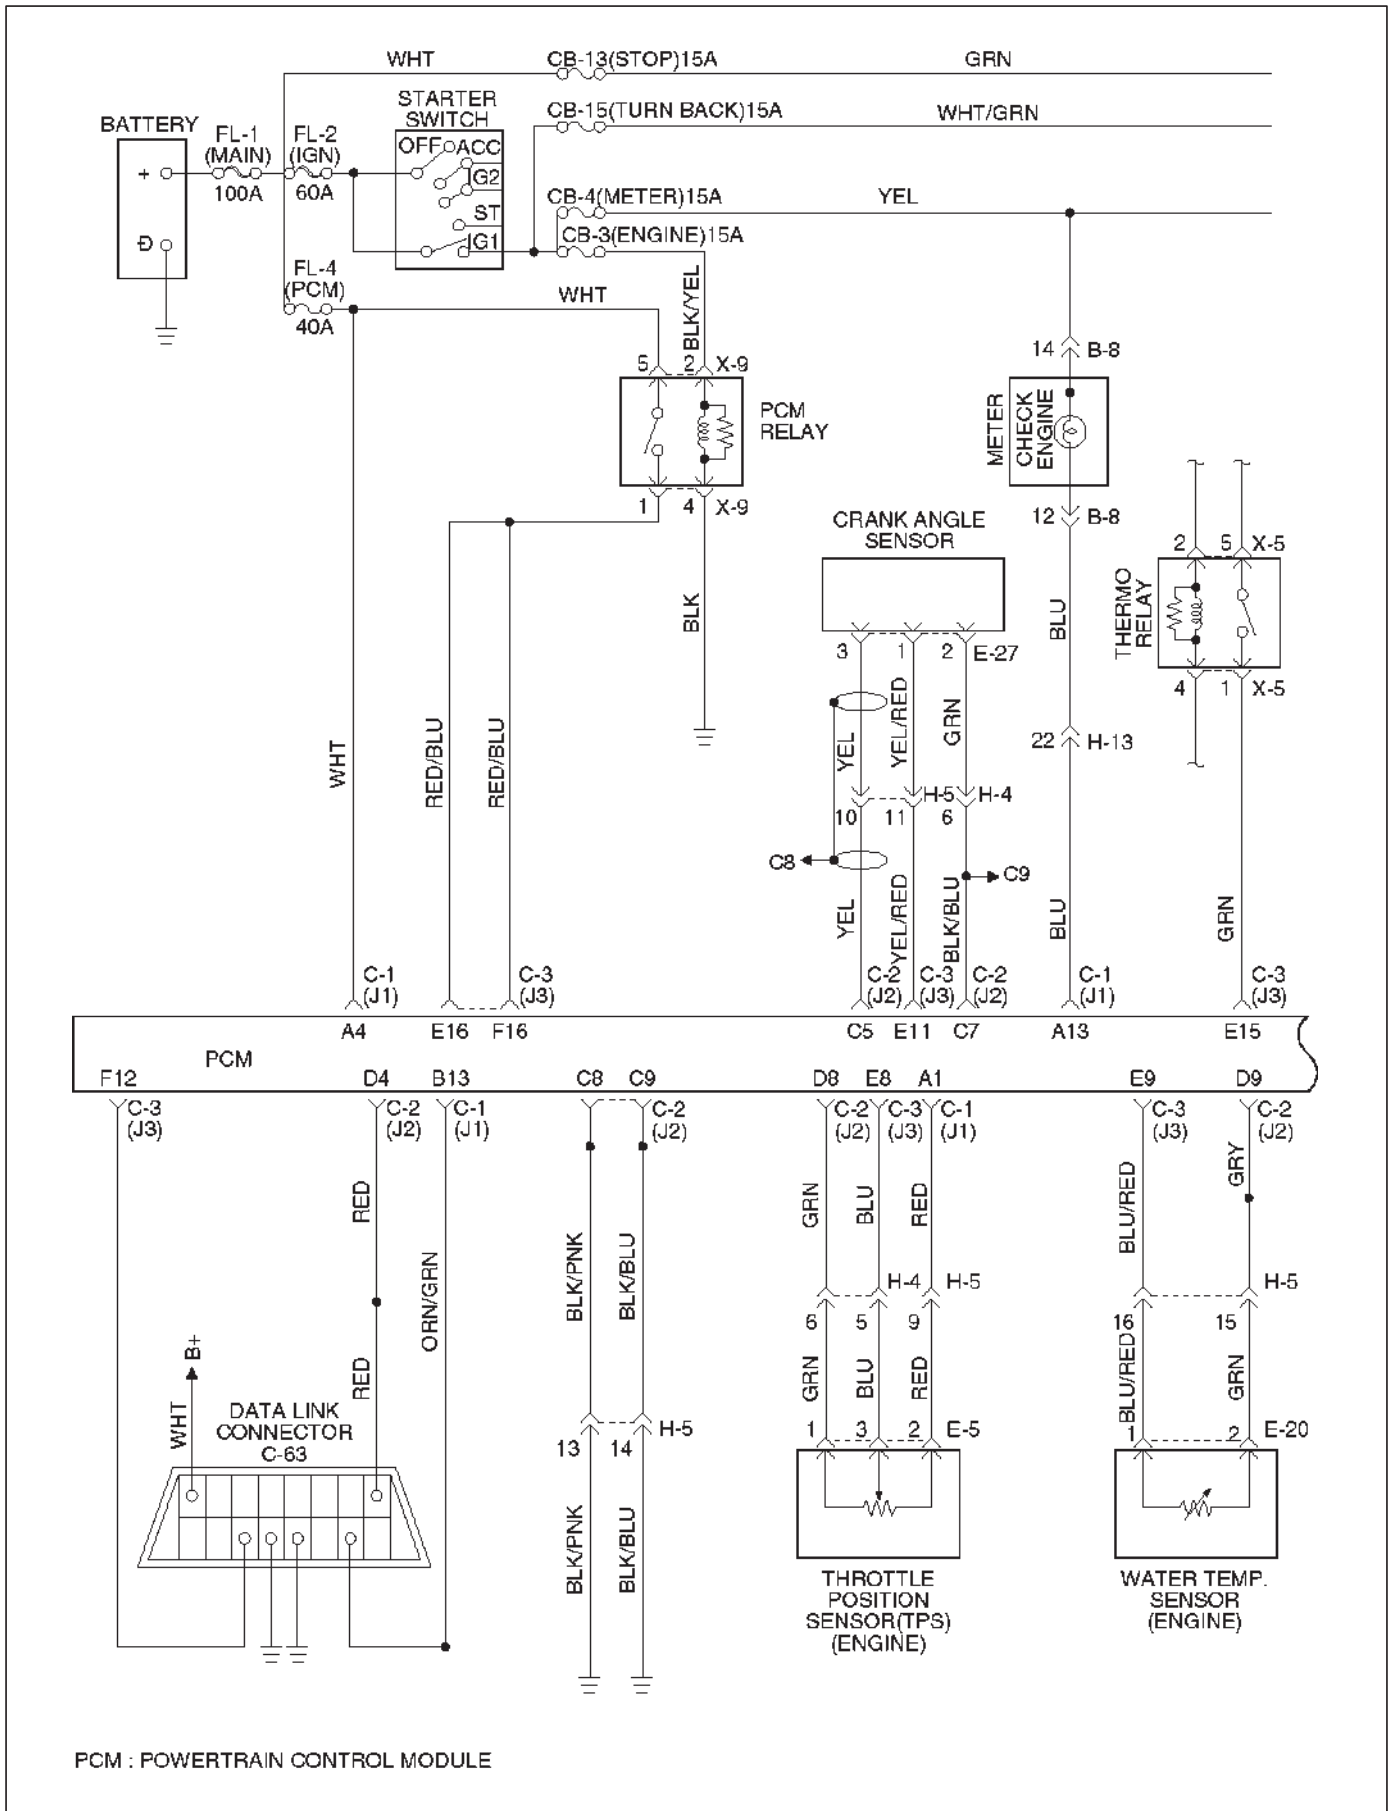 WHT
CB-13(STOP)15A
GRN
STARTER
SWITCH
CB-15(TURN BACK)15A
WHT/GRN
BATTERY
FL-1
(MAIN)
100A
FL-2
(IGN)
60A
OFF
ACC
IG2
ST
IG1
+
Đ
CB-4(METER)15A
YEL
CB-3(ENGINE)15A
FL-4
(PCM)
40A
WHT
BLK/YEL
14
B-8
5
2
X-9
PCM
RELAY
METER
CHECK
ENGINE
1
4
X-9
12
B-8
CRANK ANGLE
SENSOR
2
5
X-5
THERMO
RELAY
BLK
BLU
3
1
2
E-27
4
1
X-5
WHT
RED/BLU
RED/BLU
YEL
YEL/RED
GRN
22
H-13
H-5
H-4
10
11
6
C8
C9
YEL
YEL/RED
BLK/BLU
BLU
GRN
C-1
(J1)
C-3
(J3)
C-2
(J2)
C-3
(J3)
C-2
(J2)
C-1
(J1)
C-3
(J3)
A4
E16
F16
C5
E11
C7
A13
E15
PCM
F12
D4
B13
C8
C9
D8
E8
A1
E9
D9
C-3
(J3)
C-2
(J2)
C-1
(J1)
C-2
(J2)
C-2
(J2)
C-3
(J3)
C-1
(J1)
C-3
(J3)
C-2
(J2)
RED
ORN/GRN
BLK/PNK
BLK/BLU
GRN
BLU
RED
BLU/RED
GRY
H-4
H-5
H-5
6
5
9
16
15
B+
WHT
RED
GRN
BLU
RED
BLU/RED
GRN
DATA LINK
CONNECTOR
C-63
13
14
H-5
1
3
2
E-5
1
2
E-20
BLK/PNK
BLK/BLU
THROTTLE
POSITION
SENSOR(TPS)
(ENGINE)
WATER TEMP.
SENSOR
(ENGINE)
PCM : POWERTRAIN CONTROL MODULE